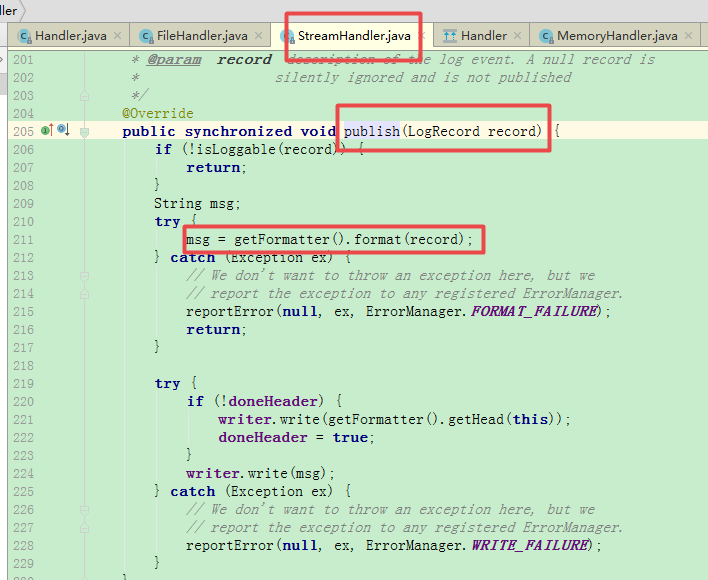 ller
Handler.java FileHandler.java StreamHandler.java Handler MemoryHandler.java
201 * @param record description of the log event. A null record is
202 * silently ignored and is not published
203 */
204 @Override
205 public synchronized void publish(LogRecord record) {
206 if (!isLoggable(record)) {
207 return;
208 }
209 String msg;
210 try {
211 msg = getFormatter().format(record);
212 } catch (Exception ex) {
213 // We don't want to throw an exception here, but we
214 // report the exception to any registered ErrorManager.
215 reportError(null, ex, ErrorManager.FORMAT_FAILURE);
216 return;
217 }
218
219 try {
220 if (!doneHeader) {
221 writer.write(getFormatter().getHead(this));
222 doneHeader = true;
223 }
224 writer.write(msg);
225 } catch (Exception ex) {
226 // We don't want to throw an exception here, but we
227 // report the exception to any registered ErrorManager.
228 reportError(null, ex, ErrorManager.WRITE_FAILURE);
229 }